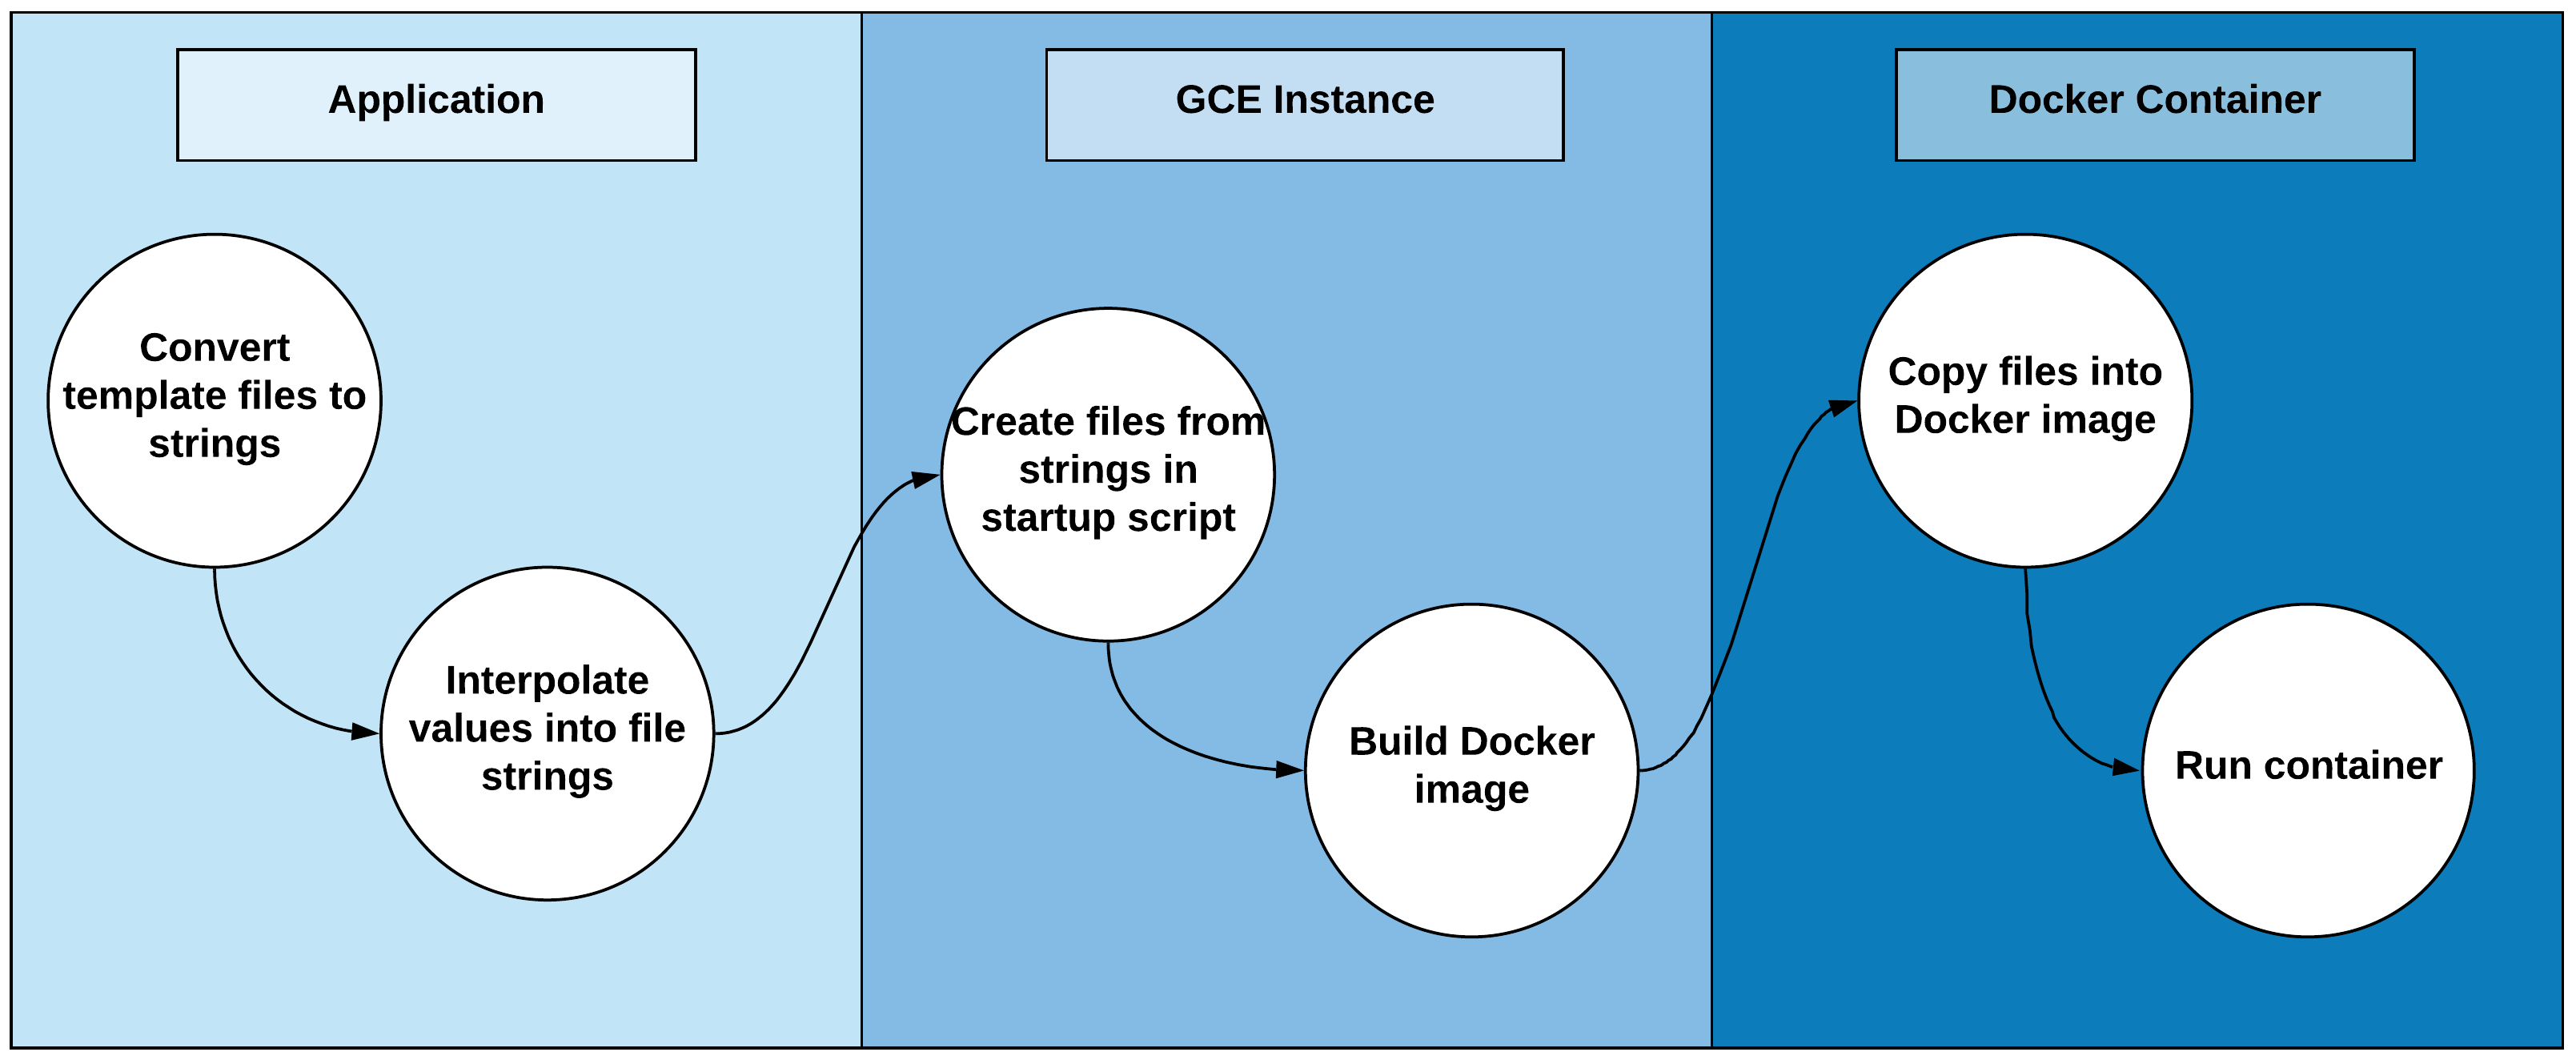 Application
Convert
template files to
strings
Interpolate
values into file
strings
GCE Instance
Create files from
strings in
startup script
Build Docker
image
Docker Container
Copy files into
Docker image
Run container